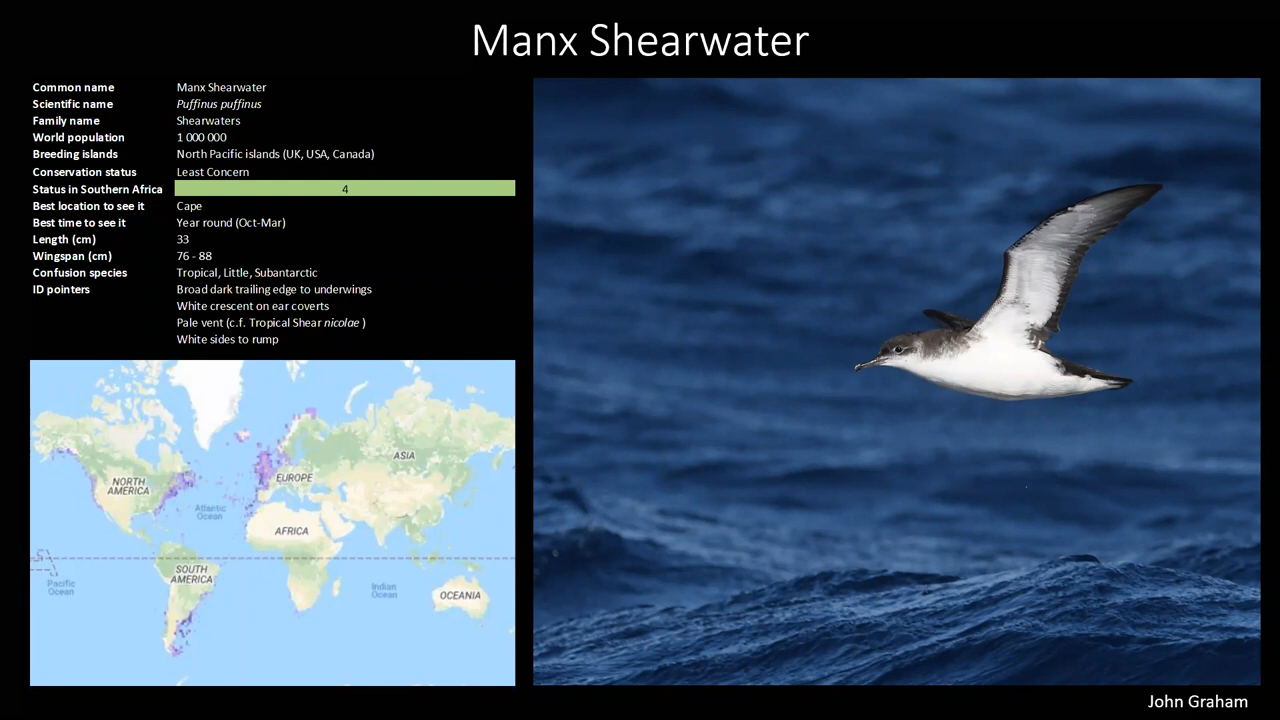 Manx Shearwater
Common name Manx Shearwater
Scientific name Puffinus puffinus
Family name Shearwaters
World population 1 000 000
Breeding islands North Pacific islands (UK, USA, Canada)
Conservation status Least Concern
Status in Southern Africa 4
Best location to see it Cape
Best time to see it Year round (Oct-Mar)
Length (cm) 33
Wingspan (cm) 76 - 88
Confusion species Tropical, Little, Subantarctic
ID pointers Broad dark trailing edge to underwings
White crescent on ear coverts
Pale vent (c.f. Tropical Shear nicolae )
White sides to rump
ASIA
NORTH
AMERICA
EUROPE
Atlantic
Ocean
AFRICA
SOUTH
AMERICA
Pacific
Ocean
Indian
Ocean
OCEANIA
John Graham